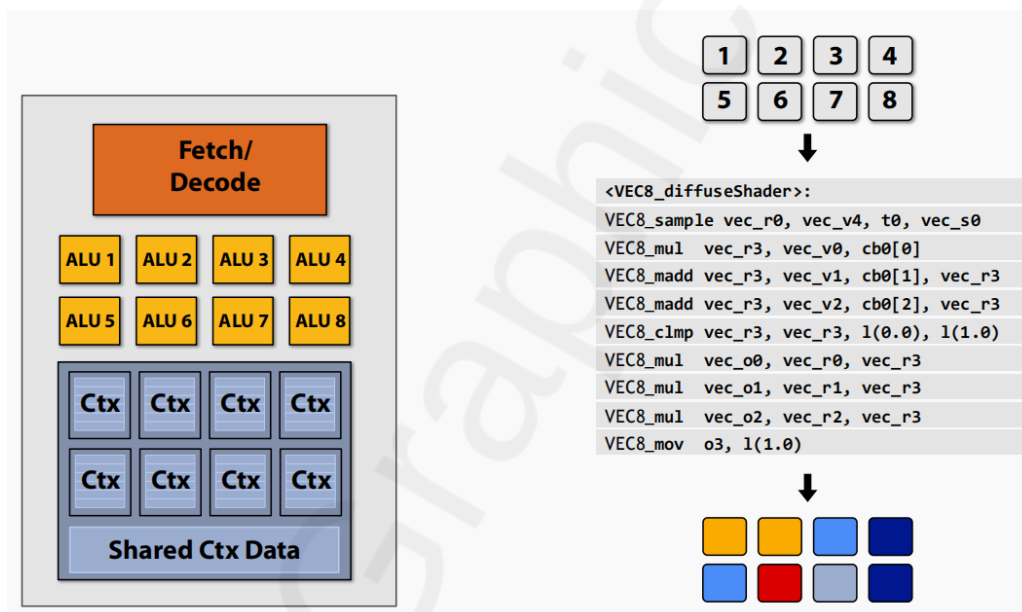 Fetch/
Decode
ALU 1 ALU 2 ALU 3 ALU 4
ALU 5 ALU 6 ALU 7 ALU 8
Ctx Ctx Ctx Ctx
Ctx Ctx Ctx Ctx
Shared Ctx Data
1 2 3 4
5 6 7 8
<VEC8_diffuseShader>:
VEC8_sample vec_r0, vec_v4, t0, vec_s0
VEC8_mul vec_r3, vec_v0, cb0[0]
VEC8_madd vec_r3, vec_v1, cb0[1], vec_r3
VEC8_madd vec_r3, vec_v2, cb0[2], vec_r3
VEC8_clmp vec_r3, vec_r3, l(0.0), l(1.0)
VEC8_mul vec_o0, vec_r0, vec_r3
VEC8_mul vec_o1, vec_r1, vec_r3
VEC8_mul vec_o2, vec_r2, vec_r3
VEC8_mov o3, l(1.0)
Graphic